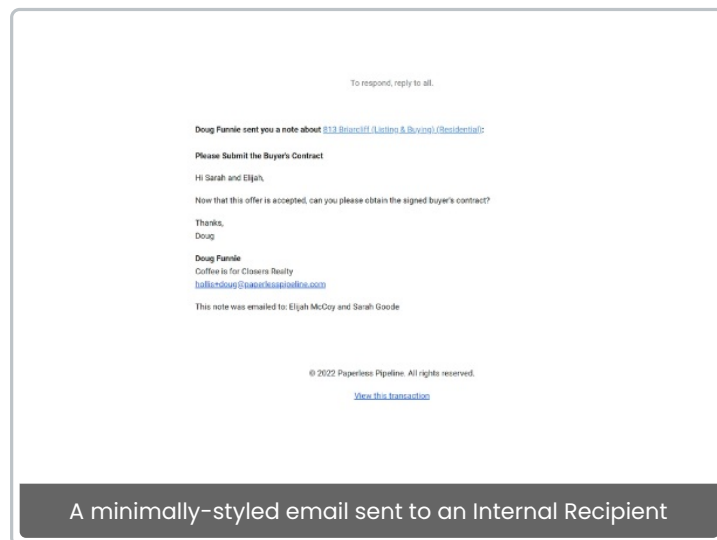 To respond, reply to all.
Doug Funnie sent you a note about 813 Briarcliff (Listing & Buying) (Residential):
Please Submit the Buyer's Contract
Hi Sarah and Elijah,
Now that this offer is accepted, can you please obtain the signed buyer's contract?
Thanks,
Doug
Doug Funnie
Coffee is for Closers Realty
hollis+doug@paperlesspipeline.com
This note was emailed to: Elijah McCoy and Sarah Goode
© 2022 Paperless Pipeline. All rights reserved.
View this transaction
A minimally-styled email sent to an Internal Recipient